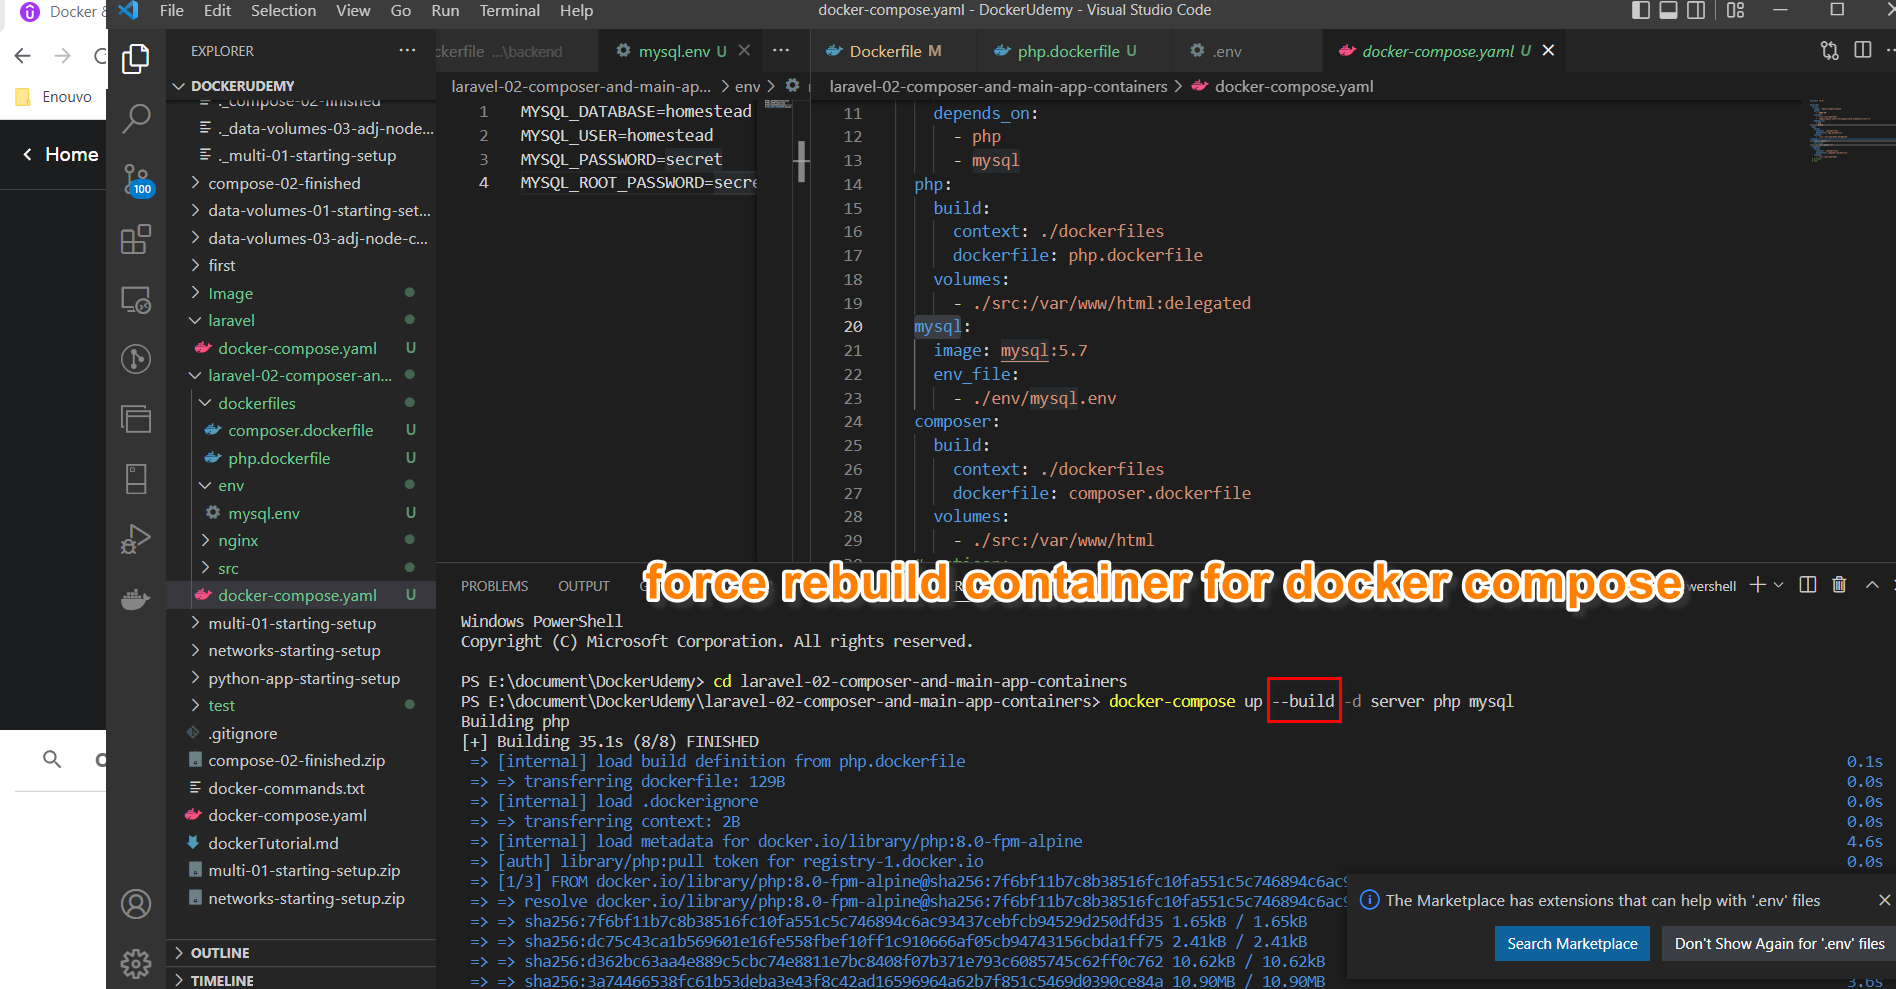 Docker &
File Edit Selection View Go Run Terminal Help
docker-compose.yaml - DockerUdemy - Visual Studio Code
Enouvo
Home
EXPLORER
DOCKERUDEMY
._compose-02-finished
._data-volumes-03-adj-node...
._multi-01-starting-setup
compose-02-finished
data-volumes-01-starting-set...
data-volumes-03-adj-node-c...
first
Image
laravel
docker-compose.yaml U
laravel-02-composer-an...
dockerfiles
composer.dockerfile U
php.dockerfile U
env
mysql.env U
nginx
src
docker-compose.yaml U
multi-01-starting-setup
networks-starting-setup
python-app-starting-setup
test
.gitignore
compose-02-finished.zip
docker-commands.txt
docker-compose.yaml
dockerTutorial.md
multi-01-starting-setup.zip
networks-starting-setup.zip
OUTLINE
TIMELINE
100
ckerfile ...\backend
mysql.env U
laravel-02-composer-and-main-ap... > env >
1 MYSQL_DATABASE=homestead
2 MYSQL_USER=homestead
3 MYSQL_PASSWORD=secret
4 MYSQL_ROOT_PASSWORD=secre
Dockerfile M
php.dockerfile U
.env
docker-compose.yaml U
laravel-02-composer-and-main-app-containers > docker-compose.yaml
11 depends_on:
12 - php
13 - mysql
14 php:
15 build:
16 context: ./dockerfiles
17 dockerfile: php.dockerfile
18 volumes:
19 - ./src:/var/www/html:delegated
20 mysql:
21 image: mysql:5.7
22 env_file:
23 - ./env/mysql.env
24 composer:
25 build:
26 context: ./dockerfiles
27 dockerfile: composer.dockerfile
28 volumes:
29 - ./src:/var/www/html
force rebuild container for docker compose
PROBLEMS OUTPUT
wershell
Windows PowerShell
Copyright (C) Microsoft Corporation. All rights reserved.
PS E:\document\DockerUdemy> cd laravel-02-composer-and-main-app-containers
PS E:\document\DockerUdemy\laravel-02-composer-and-main-app-containers> docker-compose up --build -d server php mysql
Building php
[+] Building 35.1s (8/8) FINISHED
=> [internal] load build definition from php.dockerfile 0.1s
=> => transferring dockerfile: 129B 0.0s
=> [internal] load .dockerignore 0.0s
=> => transferring context: 2B 0.0s
=> [internal] load metadata for docker.io/library/php:8.0-fpm-alpine 4.6s
=> [auth] library/php:pull token for registry-1.docker.io 0.0s
=> [1/3] FROM docker.io/library/php:8.0-fpm-alpine@sha256:7f6bf11b7c8b38516fc10fa551c5c746894c6ac9
=> => resolve docker.io/library/php:8.0-fpm-alpine@sha256:7f6bf11b7c8b38516fc10fa551c5c746894c6ac9
=> => sha256:7f6bf11b7c8b38516fc10fa551c5c746894c6ac93437cebfcb94529d250dfd35 1.65kB / 1.65kB
=> => sha256:dc75c43ca1b569601e16fe558fbef10ff1c910666af05cb94743156cbda1ff75 2.41kB / 2.41kB
=> => sha256:d362bc63aa4e889c5cbc74e8811e7bc8408f07b371e793c6085745c62ff0c762 10.62kB / 10.62kB
=> => sha256:3a74466538fc61b53deba3e43f8c42ad16596964a62b7f851c5469d0390ce84a 10.90MB / 10.90MB 3.6s
The Marketplace has extensions that can help with '.env' files
Search Marketplace
Don't Show Again for '.env' files